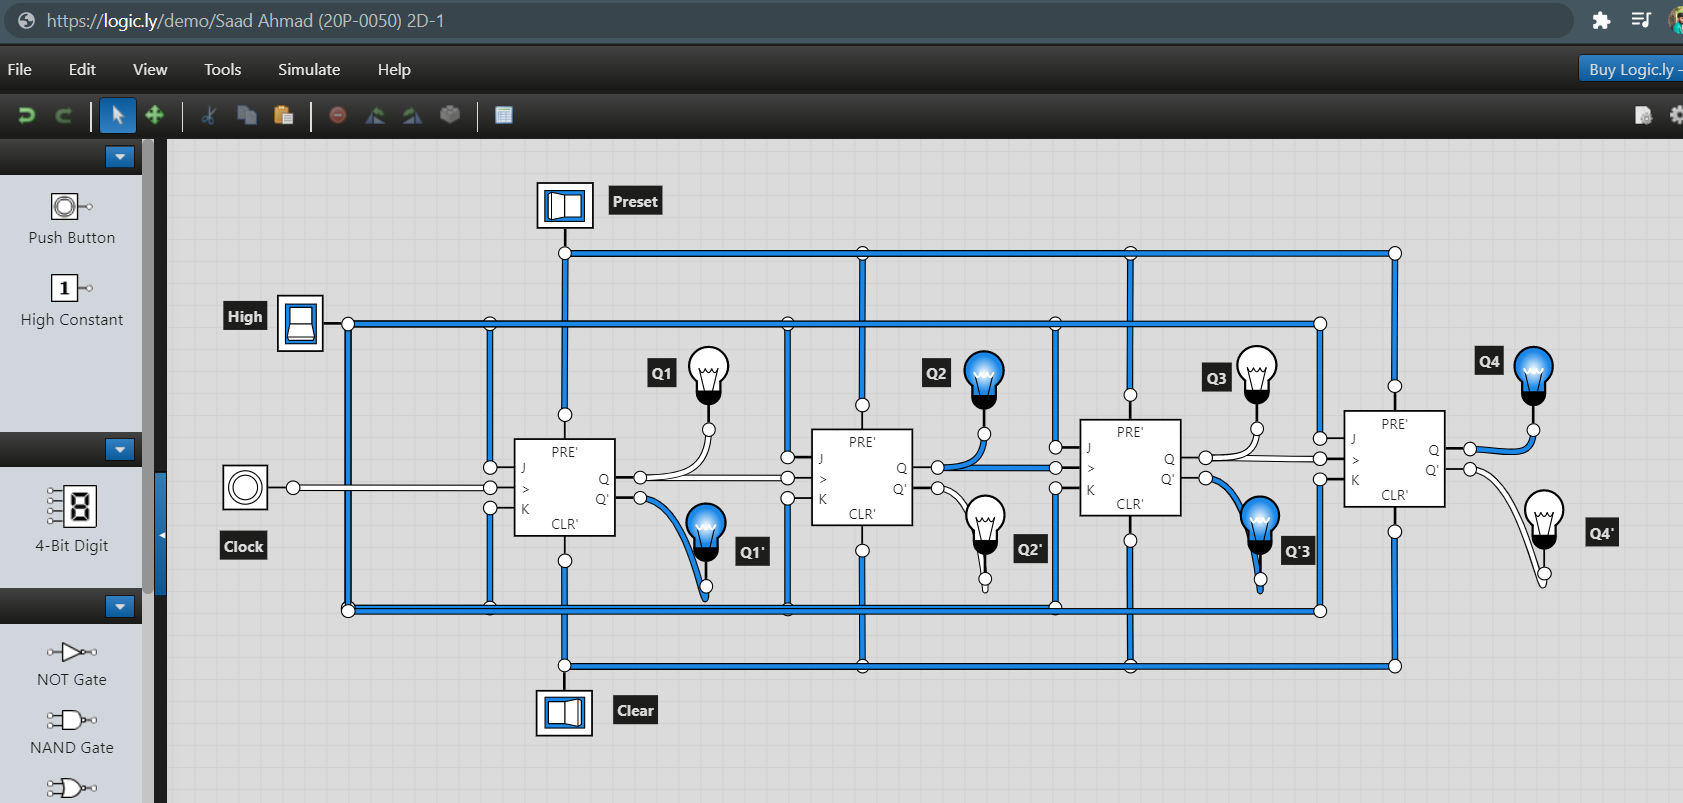 https://logic.ly/demo/Saad Ahmad (20P-0050) 2D-1
File Edit View Tools Simulate Help
Buy Logic.ly -
Push Button
1
High Constant
8
4-Bit Digit
NOT Gate
NAND Gate
Preset
High
Clock
Clear
Q1
Q1'
Q2
Q2'
Q3
Q'3
Q4
Q4'
PRE'
J
>
K
Q
Q'
CLR'
PRE'
J
>
K
Q
Q'
CLR'
PRE'
J
>
K
Q
Q'
CLR'
PRE'
J
>
K
Q
Q'
CLR'